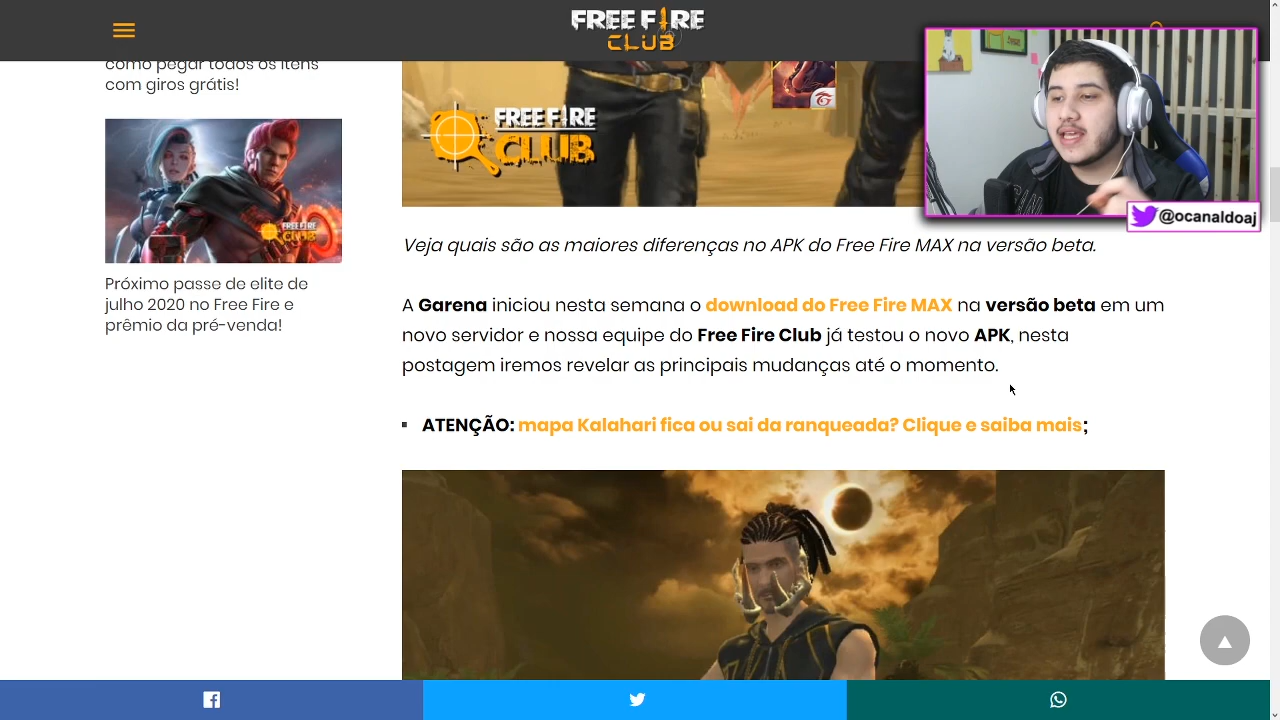 FREE FIRE
CLUB
como pegar todos os itens
com giros grátis!
FREE FIRE
CLUB
@ocanaldoaj
Veja quais são as maiores diferenças no APK do Free Fire MAX na versão beta.
A Garena iniciou nesta semana o download do Free Fire MAX na versão beta em um
novo servidor e nossa equipe do Free Fire Club já testou o novo APK, nesta
postagem iremos revelar as principais mudanças até o momento.
Próximo passe de elite de
julho 2020 no Free Fire e
prêmio da pré-venda!
ATENÇÃO: mapa Kalahari fica ou sai da ranqueada? Clique e saiba mais;